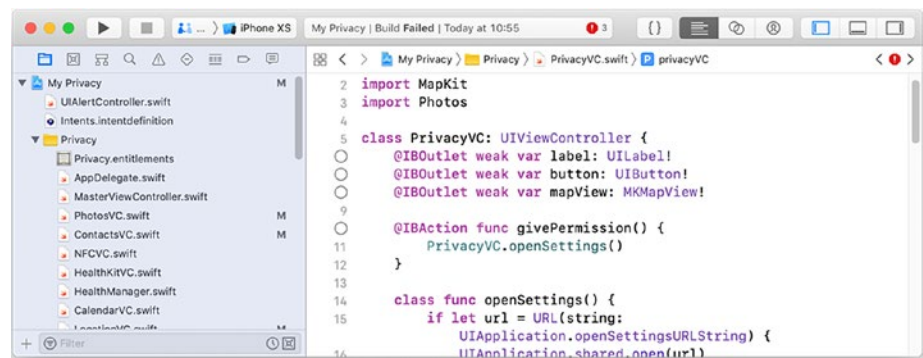 iPhone XS
My Privacy | Build Failed | Today at 10:55
3
{}
My Privacy M
UIAlertController.swift
Intents.intentdefinition
Privacy
Privacy.entitlements
AppDelegate.swift
MasterViewController.swift
PhotosVC.swift M
ContactsVC.swift M
NFCVC.swift
HealthKitVC.swift
HealthManager.swift
CalendarVC.swift
LocationVC.swift M
Filter
My Privacy > Privacy > PrivacyVC.swift > P privacyVC
2 import MapKit
3 import Photos
4
5 class PrivacyVC: UIViewController {
@IBOutlet weak var label: UILabel!
@IBOutlet weak var button: UIButton!
@IBOutlet weak var mapView: MKMapView!
9
@IBAction func givePermission() {
11 PrivacyVC.openSettings()
12 }
13
14 class func openSettings() {
15 if let url = URL(string:
UIApplication.openSettingsURLString) {
16 UIApplication.shared.open(url)